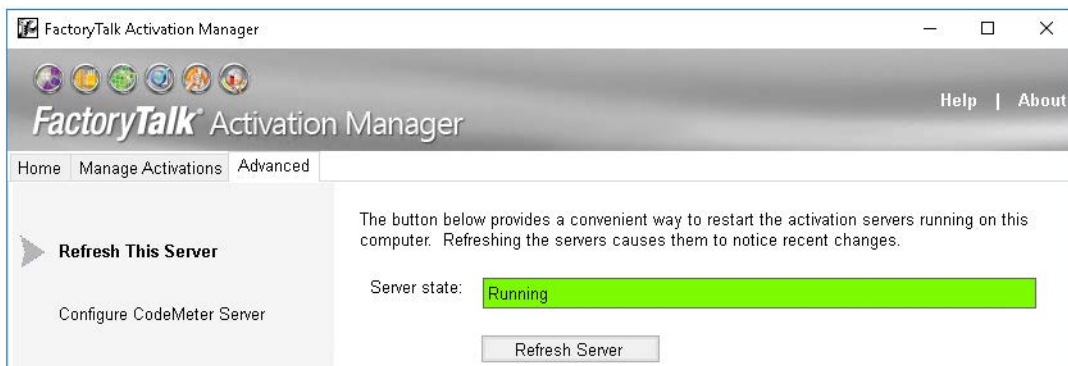 FactoryTalk Activation Manager
Help | About
FactoryTalk Activation Manager
Home Manage Activations Advanced
The button below provides a convenient way to restart the activation servers running on this
computer. Refreshing the servers causes them to notice recent changes.
Refresh This Server
Server state: Running
Configure CodeMeter Server
Refresh Server